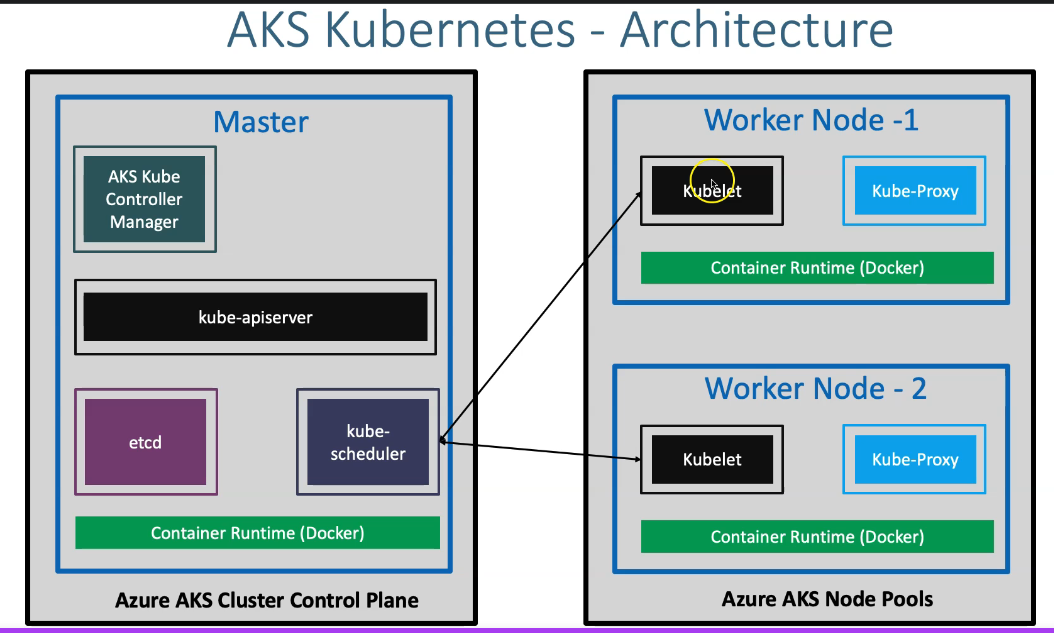 AKS Kubernetes - Architecture
Master
AKS Kube
Controller
Manager
kube-apiserver
etcd
kube-
scheduler
Container Runtime (Docker)
Azure AKS Cluster Control Plane
Worker Node -1
Kubelet
Kube-Proxy
Container Runtime (Docker)
Worker Node - 2
Kubelet
Kube-Proxy
Container Runtime (Docker)
Azure AKS Node Pools